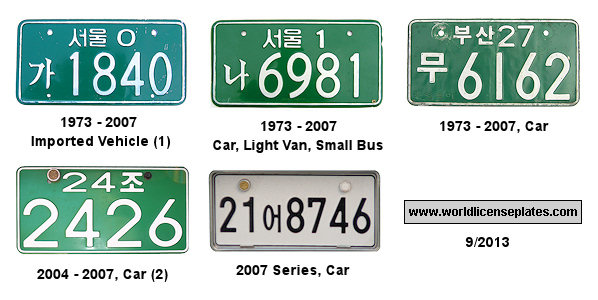 서울 0
가 1840
1973 - 2007
Imported Vehicle (1)
서울 1
나 6981
1973 - 2007
Car, Light Van, Small Bus
부산 27
무 6162
1973 - 2007, Car
24조
2426
2004 - 2007, Car (2)
21어8746
2007 Series, Car
www.worldlicenseplates.com
9/2013